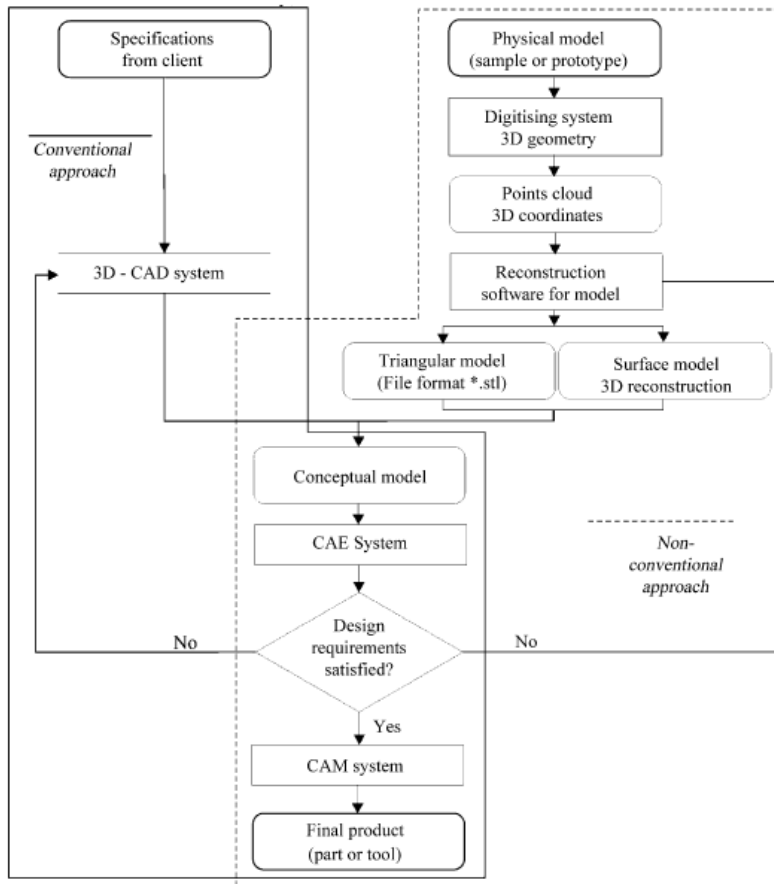 Specifications
from client
Conventional
approach
3D - CAD system
Physical model
(sample or prototype)
Digitising system
3D geometry
Points cloud
3D coordinates
Reconstruction
software for model
Triangular model
(File format *.stl)
Surface model
3D reconstruction
Conceptual model
CAE System
Non-
conventional
approach
Design
requirements
satisfied?
No
No
Yes
CAM system
Final product
(part or tool)